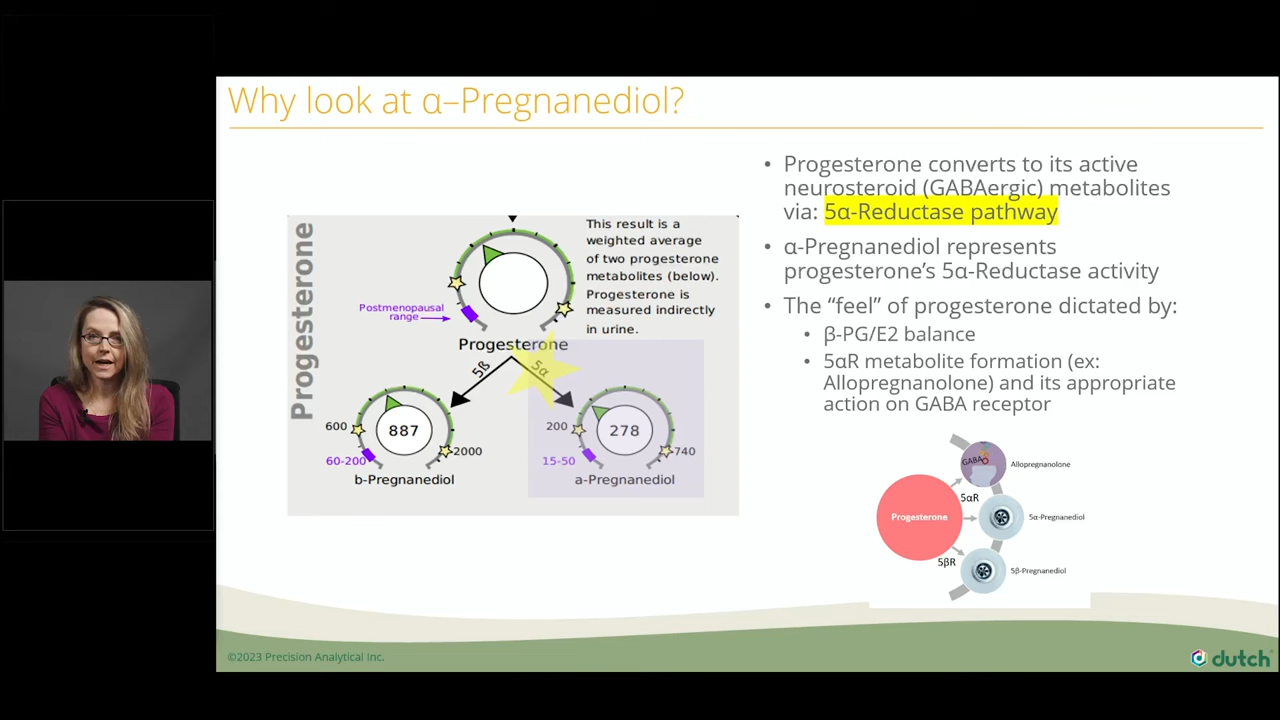 Why look at α–Pregnanediol?
Progesterone
This result is a
weighted average
of two progesterone
metabolites (below).
Progesterone is
measured indirectly
in urine.
Postmenopausal
range
Progesterone
5ß
5α
600
887
2000
60-200
b-Pregnanediol
200
278
740
15-50
a-Pregnanediol
• Progesterone converts to its active
neurosteroid (GABAergic) metabolites
via: 5α-Reductase pathway
• α-Pregnanediol represents
progesterone’s 5α-Reductase activity
• The “feel” of progesterone dictated by:
• β-PG/E2 balance
• 5αR metabolite formation (ex:
Allopregnanolone) and its appropriate
action on GABA receptor
GABA
Allopregnanolone
5αR
Progesterone
5α-Pregnanediol
5βR
5β-Pregnanediol
©2023 Precision Analytical Inc.
dutch